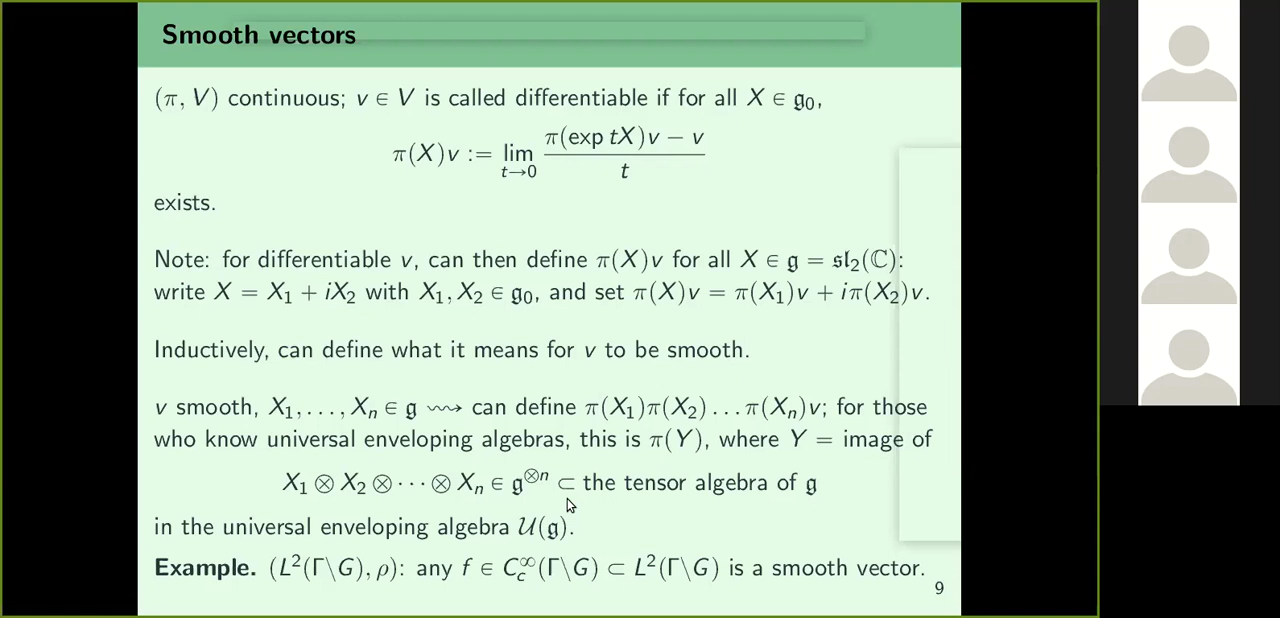 Smooth vectors
(π, V) continuous; v ∈ V is called differentiable if for all X ∈ 𝔤₀,
π(X)v := lim_{t→0} (π(exp tX)v − v) / t
exists.
Note: for differentiable v, can then define π(X)v for all X ∈ 𝔤 = 𝔰𝔩₂(ℂ):
write X = X₁ + iX₂ with X₁, X₂ ∈ 𝔤₀, and set π(X)v = π(X₁)v + iπ(X₂)v.
Inductively, can define what it means for v to be smooth.
v smooth, X₁, . . . , Xₙ ∈ 𝔤 ⇝ can define π(X₁)π(X₂) . . . π(Xₙ)v; for those
who know universal enveloping algebras, this is π(Y), where Y = image of
X₁ ⊗ X₂ ⊗ ··· ⊗ Xₙ ∈ 𝔤^{⊗n} ⊂ the tensor algebra of 𝔤
in the universal enveloping algebra 𝒰(𝔤).
Example. (L²(Γ\G), ρ): any f ∈ C_c^∞(Γ\G) ⊂ L²(Γ\G) is a smooth vector.
9